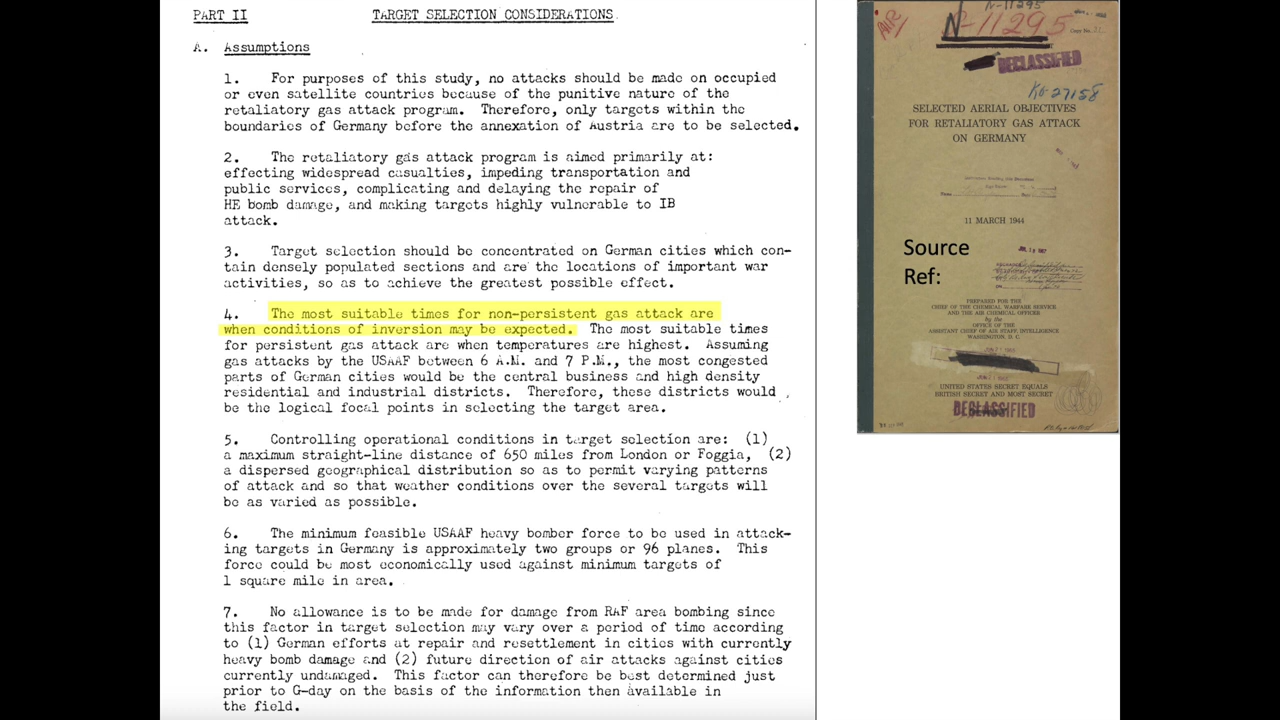 PART II TARGET SELECTION CONSIDERATIONS.
A. Assumptions
1. For purposes of this study, no attacks should be made on occupied
or even satellite countries because of the punitive nature of the
retaliatory gas attack program. Therefore, only targets within the
boundaries of Germany before the annexation of Austria are to be selected.
2. The retaliatory gas attack program is aimed primarily at:
effecting widespread casualties, impeding transportation and
public services, complicating and delaying the repair of
HE bomb damage, and making targets highly vulnerable to IB
attack.
3. Target selection should be concentrated on German cities which con-
tain densely populated sections and are the locations of important war
activities, so as to achieve the greatest possible effect.
4. The most suitable times for non-persistent gas attack are
when conditions of inversion may be expected. The most suitable times
for persistent gas attack are when temperatures are highest. Assuming
gas attacks by the USAAF between 6 A.M. and 7 P.M., the most congested
parts of German cities would be the central business and high density
residential and industrial districts. Therefore, these districts would
be the logical focal points in selecting the target area.
5. Controlling operational conditions in target selection are: (1)
a maximum straight-line distance of 650 miles from London or Foggia, (2)
a dispersed geographical distribution so as to permit varying patterns
of attack and so that weather conditions over the several targets will
be as varied as possible.
6. The minimum feasible USAAF heavy bomber force to be used in attack-
ing targets in Germany is approximately two groups or 96 planes. This
force could be most economically used against minimum targets of
1 square mile in area.
7. No allowance is to be made for damage from RAF area bombing since
this factor in target selection may vary over a period of time according
to (1) German efforts at repair and resettlement in cities with currently
heavy bomb damage and (2) future direction of air attacks against cities
currently undamaged. This factor can therefore be best determined just
prior to G-day on the basis of the information then available in
the field.
N-11295
N-11295
Copy No. 21
DECLASSIFIED
SELECTED AERIAL OBJECTIVES
FOR RETALIATORY GAS ATTACK
ON GERMANY
11 MARCH 1944
Source
Ref:
PREPARED FOR THE
CHIEF OF THE CHEMICAL WARFARE SERVICE
AND THE AIR CHEMICAL OFFICER
by the
OFFICE OF THE
ASSISTANT CHIEF OF AIR STAFF, INTELLIGENCE
WASHINGTON, D. C.
UNITED STATES SECRET EQUALS
BRITISH SECRET AND MOST SECRET
DECLASSIFIED